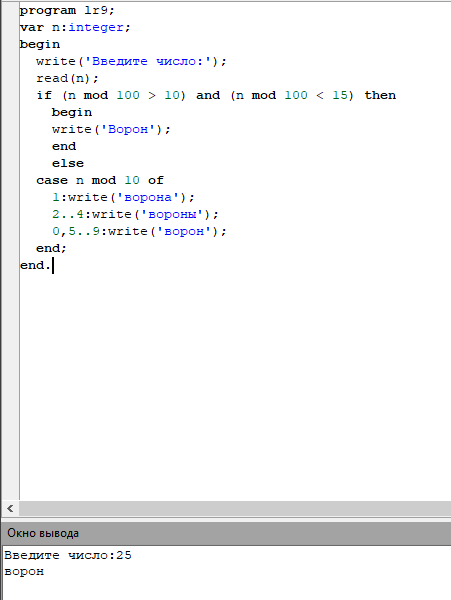 program lr9;
var n:integer;
begin
write('Введите число:');
read(n);
if (n mod 100 > 10) and (n mod 100 < 15) then
begin
write('Ворон');
end
else
case n mod 10 of
1:write('ворона');
2..4:write('вороны');
0,5..9:write('ворон');
end;
end.
Окно вывода
Введите число:25
ворон